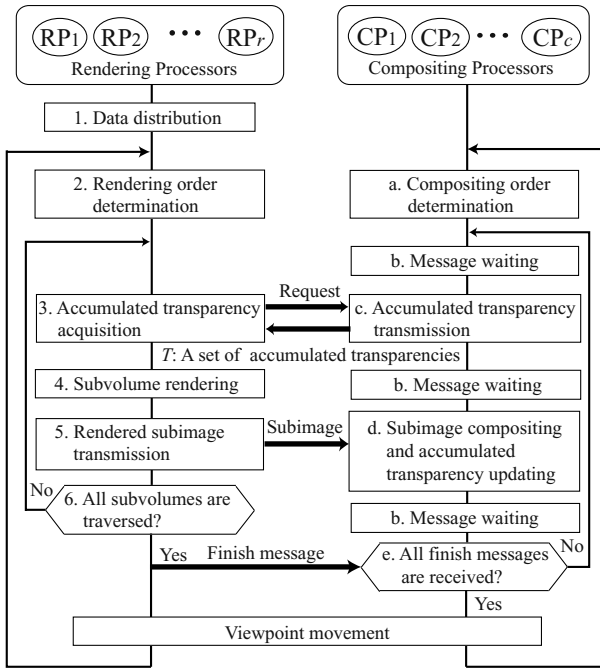 RP1 RP2 ••• RPr
Rendering Processors
CP1 CP2 ••• CPc
Compositing Processors
1. Data distribution
2. Rendering order
determination
a. Compositing order
determination
b. Message waiting
3. Accumulated transparency
acquisition
Request
c. Accumulated transparency
transmission
T: A set of accumulated transparencies
4. Subvolume rendering
b. Message waiting
5. Rendered subimage
transmission
Subimage
d. Subimage compositing
and accumulated
transparency updating
No
6. All subvolumes are
traversed?
b. Message waiting
Yes
Finish message
e. All finish messages
are received?
No
Yes
Viewpoint movement